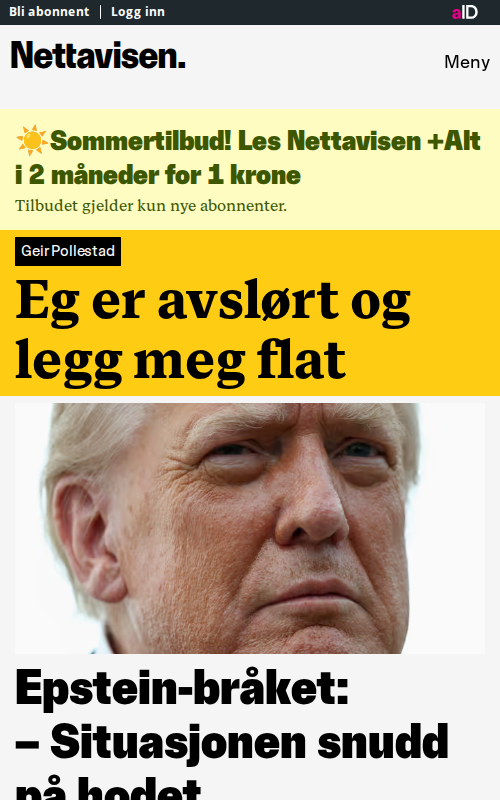 Bli abonnent | Logg inn
aID
Nettavisen.
Meny
☀️Sommertilbud! Les Nettavisen +Alt
i 2 måneder for 1 krone
Tilbudet gjelder kun nye abonnenter.
Geir Pollestad
Eg er avslørt og
legg meg flat
Epstein-bråket:
– Situasjonen snudd
på hodet